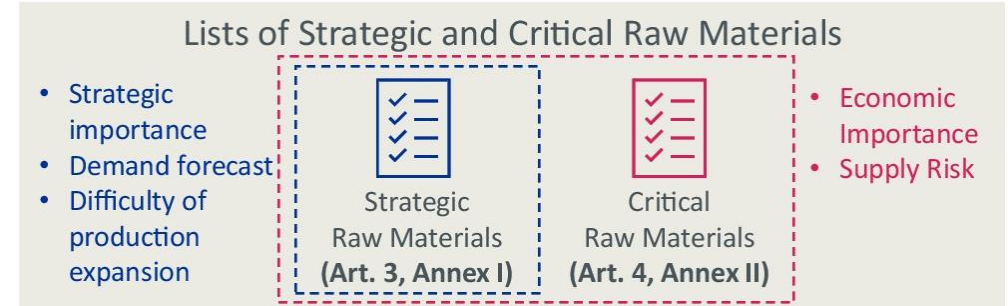 Lists of Strategic and Critical Raw Materials
• Strategic
importance
• Demand forecast
• Difficulty of
production
expansion
Strategic
Raw Materials
(Art. 3, Annex I)
Critical
Raw Materials
(Art. 4, Annex II)
• Economic
Importance
• Supply Risk